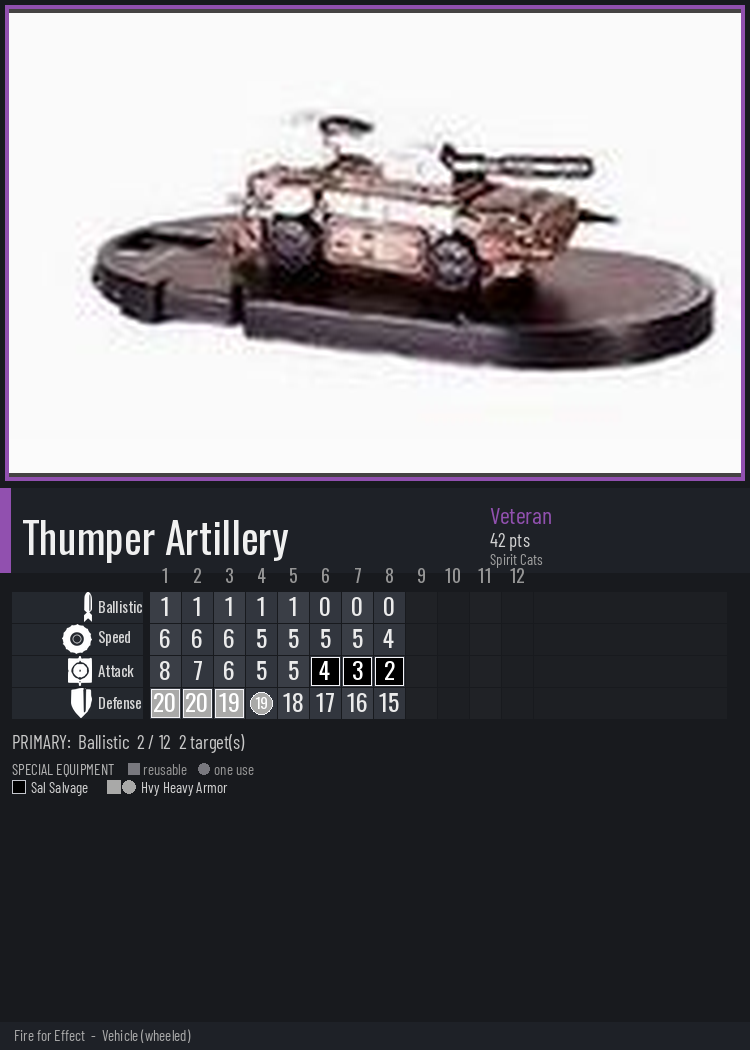 Thumper Artillery
Veteran
42 pts
Spirit Cats
1 2 3 4 5 6 7 8 9 10 11 12
Ballistic 1 1 1 1 1 0 0 0
Speed 6 6 6 5 5 5 5 4
Attack 8 7 6 5 5 4 3 2
Defense 20 20 19 19 18 17 16 15
PRIMARY: Ballistic 2 / 12 2 target(s)
SPECIAL EQUIPMENT reusable one use
Sal Salvage Hvy Heavy Armor
Fire for Effect - Vehicle (wheeled)